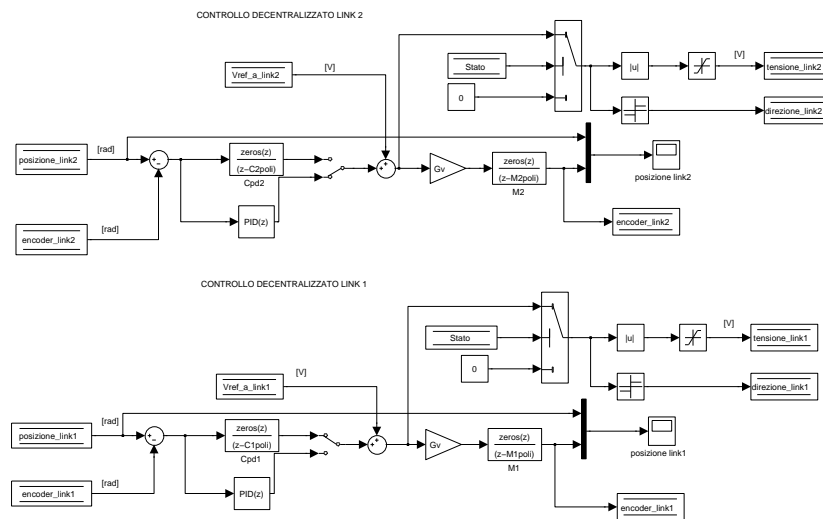 CONTROLLO DECENTRALIZZATO LINK 2
[V]
Vref_a_link2
Stato
0
|u|
[V]
tensione_link2
direzione_link2
[rad]
posizione_link2
+
−
zeros(z)
(z−C2poli)
Cpd2
PID(z)
+
+
Gv
zeros(z)
(z−M2poli)
M2
posizione link2
encoder_link2
[rad]
encoder_link2
CONTROLLO DECENTRALIZZATO LINK 1
[V]
Vref_a_link1
Stato
0
|u|
[V]
tensione_link1
direzione_link1
[rad]
posizione_link1
+
−
zeros(z)
(z−C1poli)
Cpd1
PID(z)
+
+
Gv
zeros(z)
(z−M1poli)
M1
posizione link1
encoder_link1
[rad]
encoder_link1